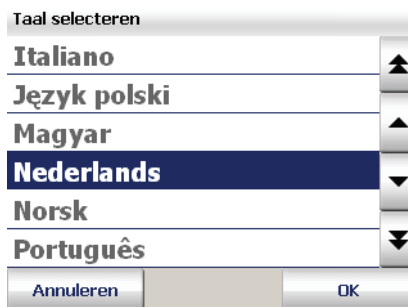 Taal selecteren
Italiano
Język polski
Magyar
Nederlands
Norsk
Português
Annuleren OK